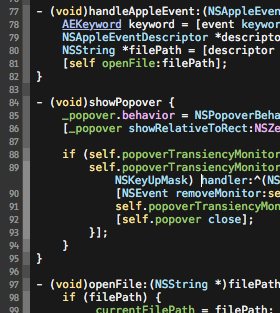 77 - (void)handleAppleEvent:(NSAppleEven
78 AEKeyword keyword = [event keywor
79 NSAppleEventDescriptor *descripto
80 NSString *filePath = [descriptor
81 [self openFile:filePath];
82 }
83
84 - (void)showPopover {
85 _popover.behavior = NSPopoverBeha
86 [_popover showRelativeToRect:NSZe
87
88 if (self.popoverTransiencyMonitor
89 self.popoverTransiencyMonitor
NSKeyUpMask) handler:^(NS
90 [NSEvent removeMonitor:se
91 self.popoverTransiencyMon
92 [self.popover close];
93 }];
94 }
95 }
96
97 - (void)openFile:(NSString *)filePath
98 if (filePath) {
99 currentFilePath = filePath;